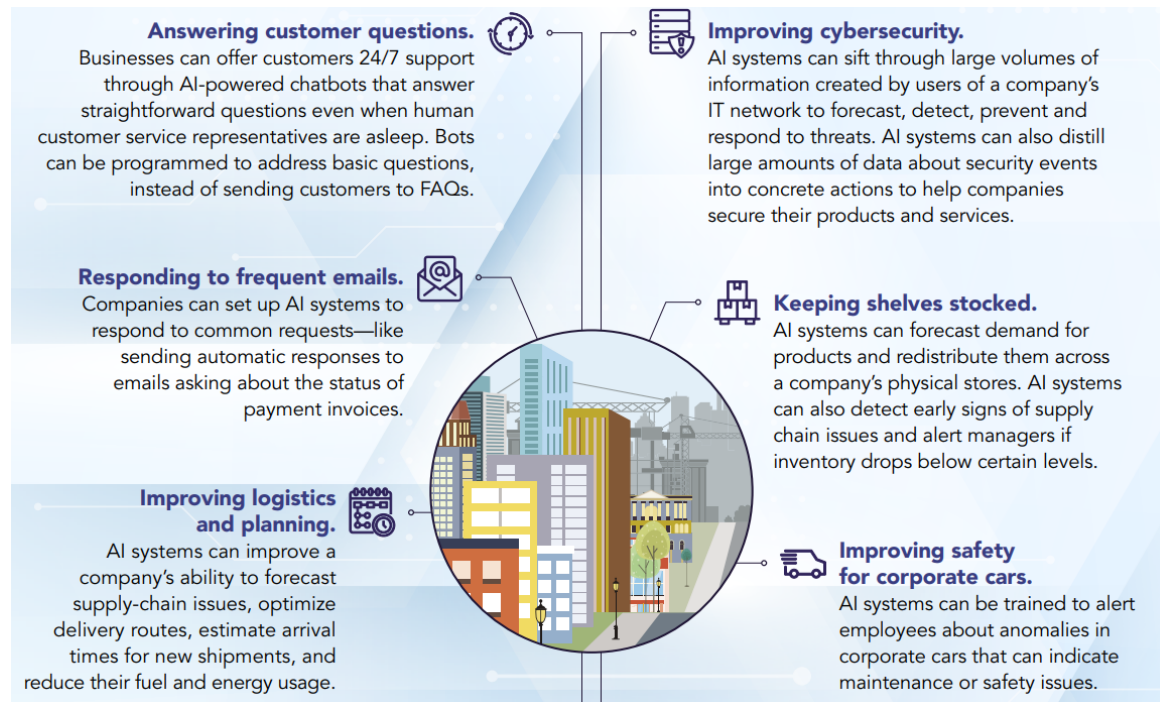 Answering customer questions.
Businesses can offer customers 24/7 support
through AI-powered chatbots that answer
straightforward questions even when human
customer service representatives are asleep. Bots
can be programmed to address basic questions,
instead of sending customers to FAQs.
Responding to frequent emails.
Companies can set up AI systems to
respond to common requests—like
sending automatic responses to
emails asking about the status of
payment invoices.
Improving logistics
and planning.
AI systems can improve a
company’s ability to forecast
supply-chain issues, optimize
delivery routes, estimate arrival
times for new shipments, and
reduce their fuel and energy usage.
Improving cybersecurity.
AI systems can sift through large volumes of
information created by users of a company’s
IT network to forecast, detect, prevent and
respond to threats. AI systems can also distill
large amounts of data about security events
into concrete actions to help companies
secure their products and services.
Keeping shelves stocked.
AI systems can forecast demand for
products and redistribute them across
a company’s physical stores. AI systems
can also detect early signs of supply
chain issues and alert managers if
inventory drops below certain levels.
Improving safety
for corporate cars.
AI systems can be trained to alert
employees about anomalies in
corporate cars that can indicate
maintenance or safety issues.